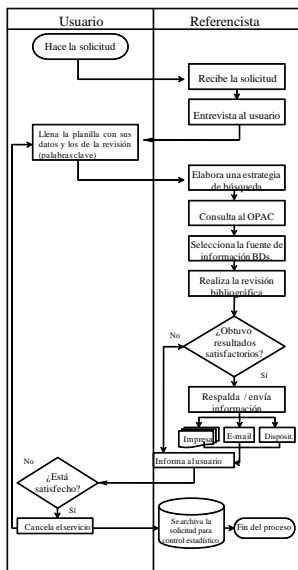 Usuario
Referencista
Hace la solicitud
Recibe la solicitud
Entrevista al usuario
Llena la planilla con sus
datos y los de la revisión
(palabras clave)
Elabora una estrategia
de búsqueda
Consulta al OPAC
Selecciona la fuente de
información BDs.
Realiza la revisión
bibliográfica
¿Obtuvo
resultados
satisfactorios?
No
Sí
Respalda / envía
información
Impresa
E-mail
Disposit.
Informa al usuario
No
¿Está
satisfecho?
Sí
Cancela el servicio
Se archiva la
solicitud para
control estadístico
Fin del proceso